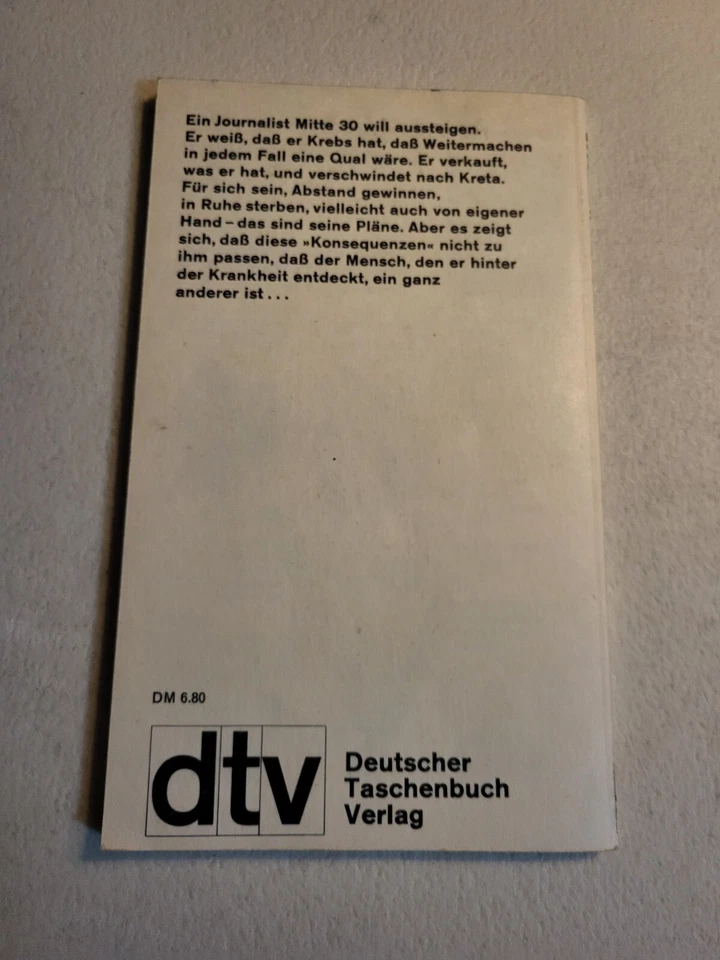 Ein Journalist Mitte 30 will aussteigen.
Er weiß, daß er Krebs hat, daß Weitermachen
in jedem Fall eine Qual wäre. Er verkauft,
was er hat, und verschwindet nach Kreta.
Für sich sein, Abstand gewinnen,
in Ruhe sterben, vielleicht auch von eigener
Hand – das sind seine Pläne. Aber es zeigt
sich, daß diese »Konsequenzen« nicht zu
ihm passen, daß der Mensch, den er hinter
der Krankheit entdeckt, ein ganz
anderer ist ...
DM 6.80
dtv
Deutscher
Taschenbuch
Verlag